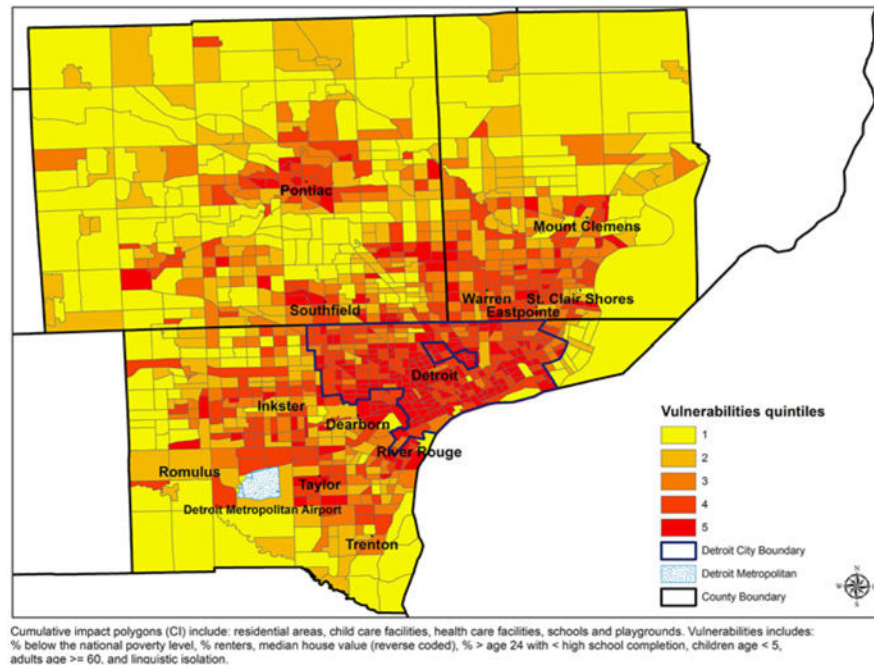 Pontiac
Mount Clemens
Warren St. Clair Shores
Eastpointe
Southfield
Detroit
Inkster
Dearborn
River Rouge
Romulus
Taylor
Detroit Metropolitan Airport
Trenton
Vulnerabilities quintiles
1
2
3
4
5
Detroit City Boundary
Detroit Metropolitan
County Boundary
N
Cumulative impact polygons (CI) include: residential areas, child care facilities, health care facilities, schools and playgrounds. Vulnerabilities includes:
% below the national poverty level, % renters, median house value (reverse coded), % > age 24 with < high school completion, children age < 5,
adults age >= 60, and linguistic isolation.